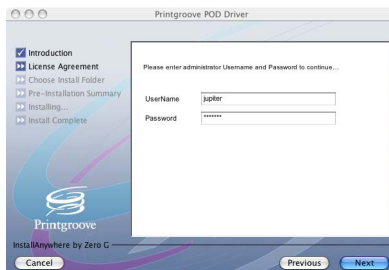 Printgroove POD Driver
Introduction
License Agreement
Choose Install Folder
Pre-Installation Summary
Installing...
Install Complete
Please enter administrator Username and Password to continue...
UserName
jupiter
Password
*******
Printgroove
InstallAnywhere by Zero G
Cancel
Previous
Next